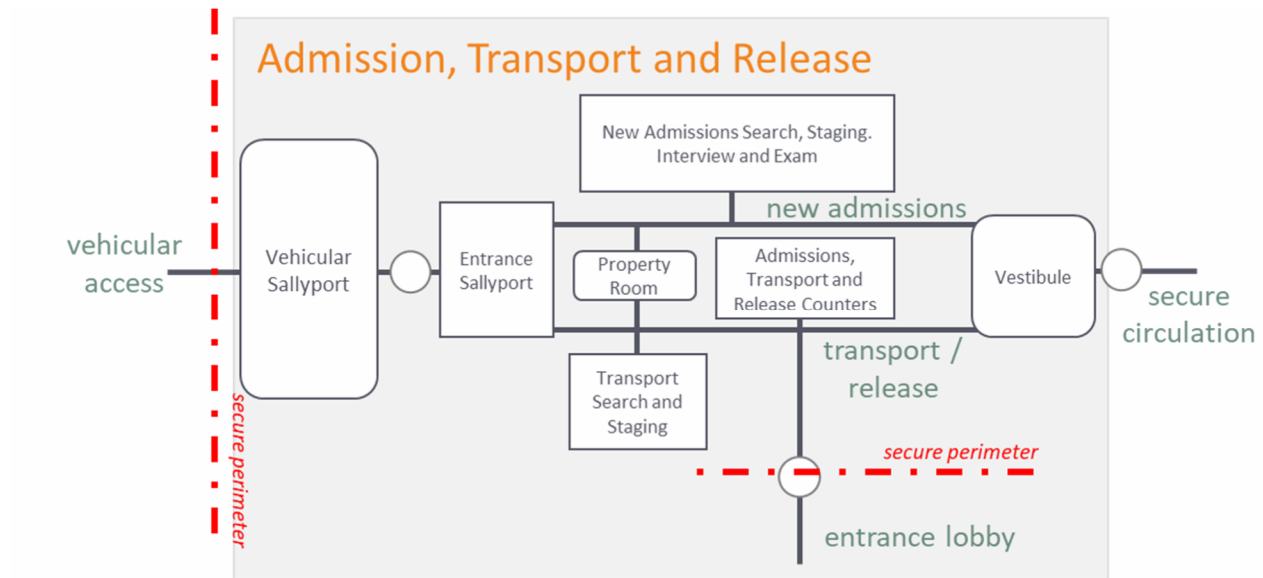 Admission, Transport and Release
New Admissions Search, Staging.
Interview and Exam
new admissions
vehicular
access
Vehicular
Sallyport
Entrance
Sallyport
Property
Room
Admissions,
Transport and
Release Counters
Vestibule
secure
circulation
transport /
release
Transport
Search and
Staging
secure perimeter
secure perimeter
entrance lobby